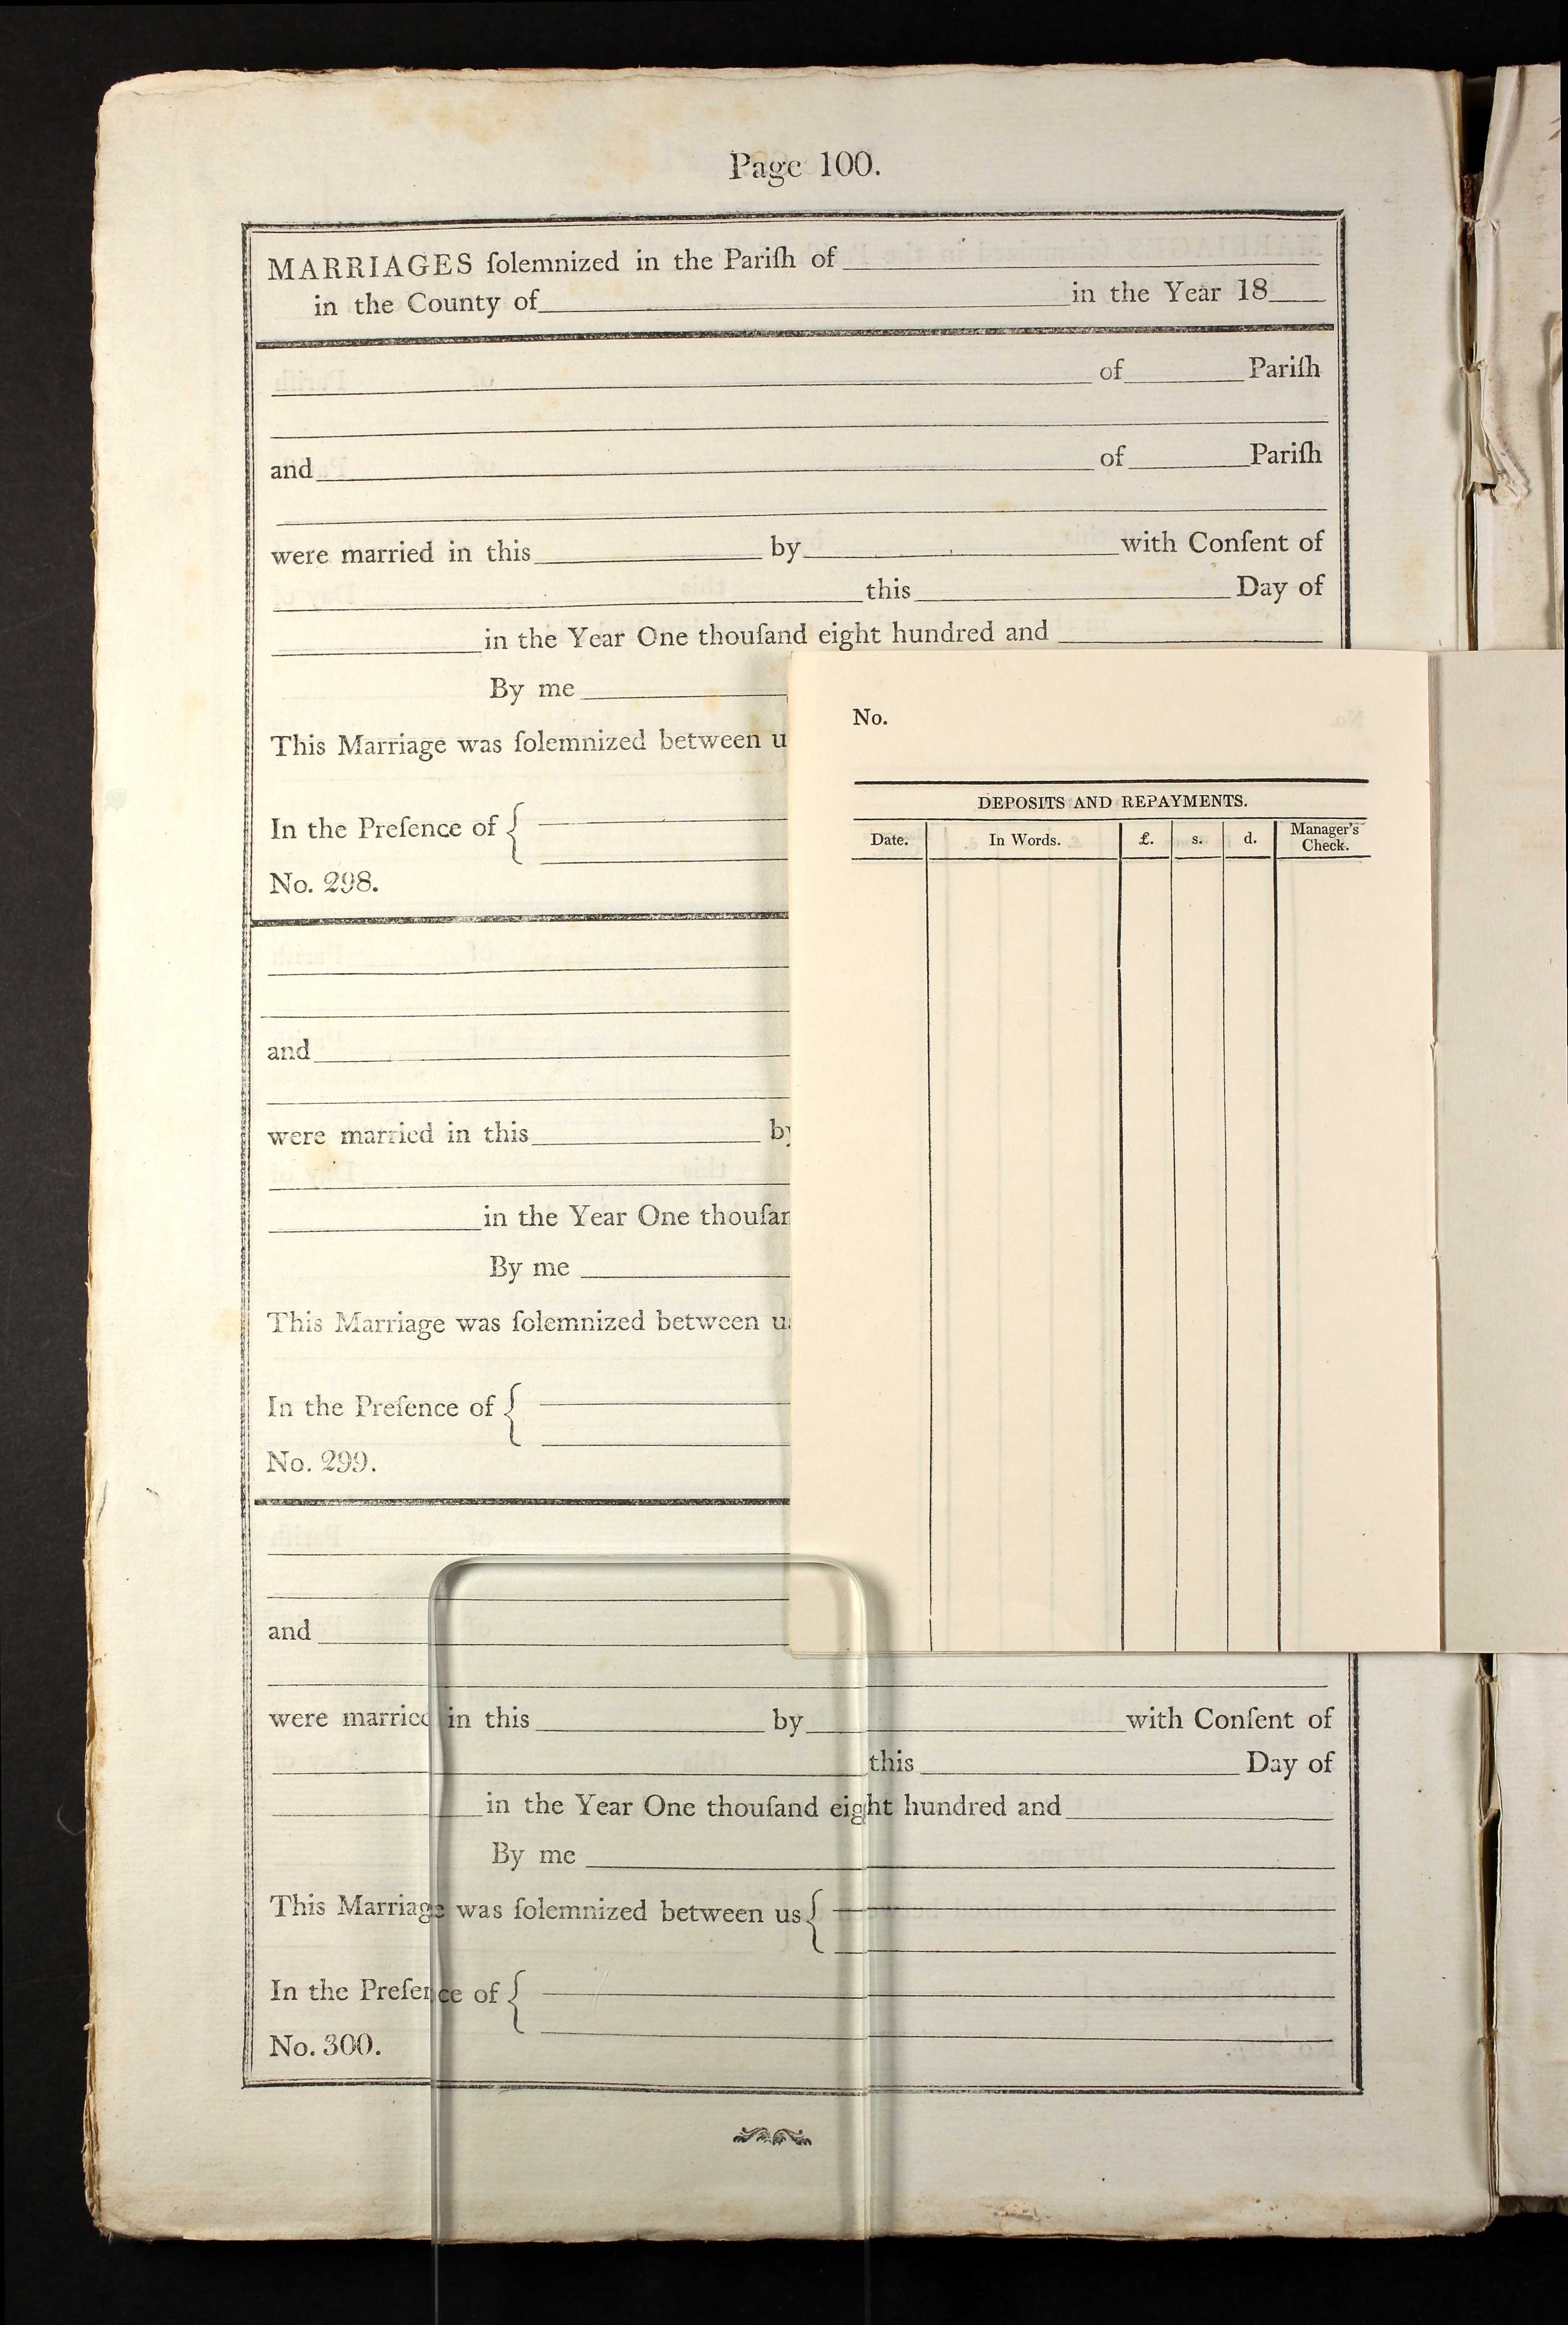 Page 100.
MARRIAGES ſolemnized in the Pariſh of
in the County of in the Year 18
of Pariſh
and of Pariſh
were married in this by with Conſent of
this Day of
in the Year One thouſand eight hundred and
By me
This Marriage was ſolemnized between u
In the Preſence of {
No. 298.
and
were married in this by
in the Year One thouſan
By me
This Marriage was ſolemnized between us
In the Preſence of {
No. 299.
and
were married in this by with Conſent of
this Day of
in the Year One thouſand eight hundred and
By me
This Marriage was ſolemnized between us {
In the Preſence of {
No. 300.
No.
DEPOSITS AND REPAYMENTS.
Date. In Words. £. s. d. Manager's
Check.